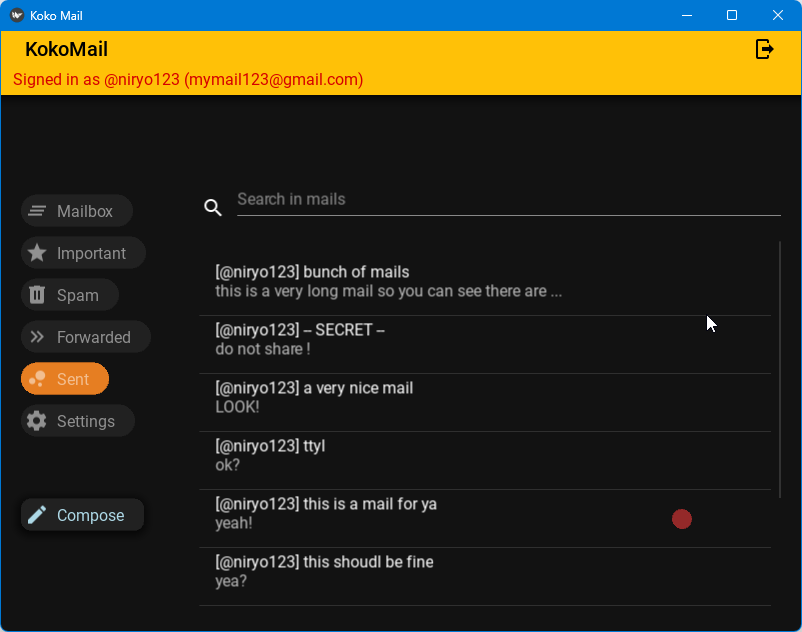 Koko Mail
KokoMail
Signed in as @niryo123 (mymail123@gmail.com)
Search in mails
Mailbox
Important
Spam
Forwarded
Sent
Settings
Compose
[@niryo123] bunch of mails
this is a very long mail so you can see there are ...
[@niryo123] -- SECRET --
do not share !
[@niryo123] a very nice mail
LOOK!
[@niryo123] ttyl
ok?
[@niryo123] this is a mail for ya
yeah!
[@niryo123] this shoudl be fine
yea?